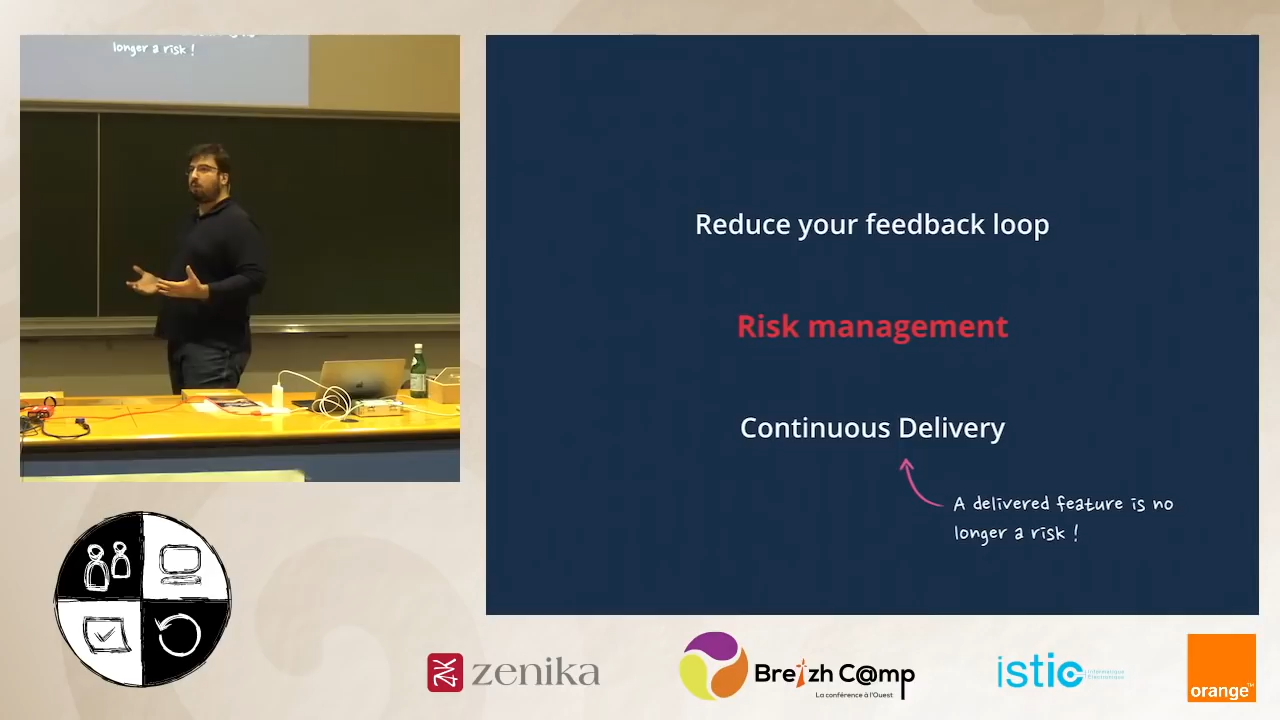 longer a risk !
Reduce your feedback loop
Risk management
Continuous Delivery
A delivered feature is no
longer a risk !
zenika
Breizh C@mp
La conférence à l'Ouest
istic
orange™